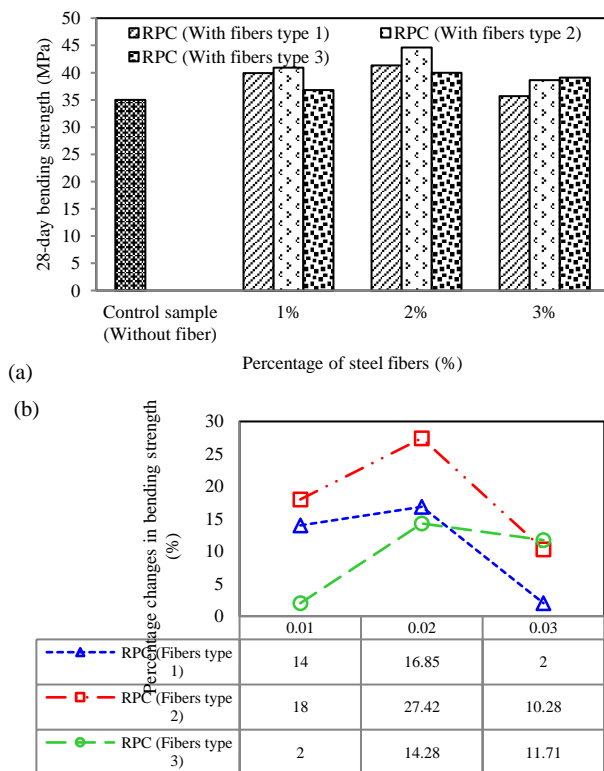 50
45
40
35
30
25
20
15
10
5
0
28-day bending strength (MPa)
RPC (With fibers type 1)
RPC (With fibers type 2)
RPC (With fibers type 3)
Control sample
(Without fiber)
1%
2%
3%
Percentage of steel fibers (%)
(a)
(b)
30
25
20
15
10
5
0
Percentage changes in bending strength
(%)
0.01 0.02 0.03
RPC (Fibers type
1)
14 16.85 2
RPC (Fibers type
2)
18 27.42 10.28
RPC (Fibers type
3)
2 14.28 11.71